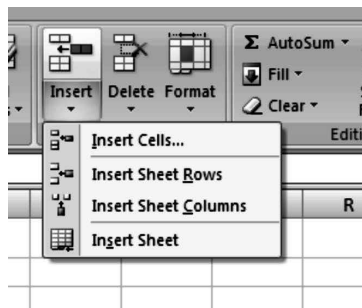 Σ AutoSum
Fill
Insert Delete Format
Clear
Editi
Insert Cells...
Insert Sheet Rows
Insert Sheet Columns
R
Insert Sheet